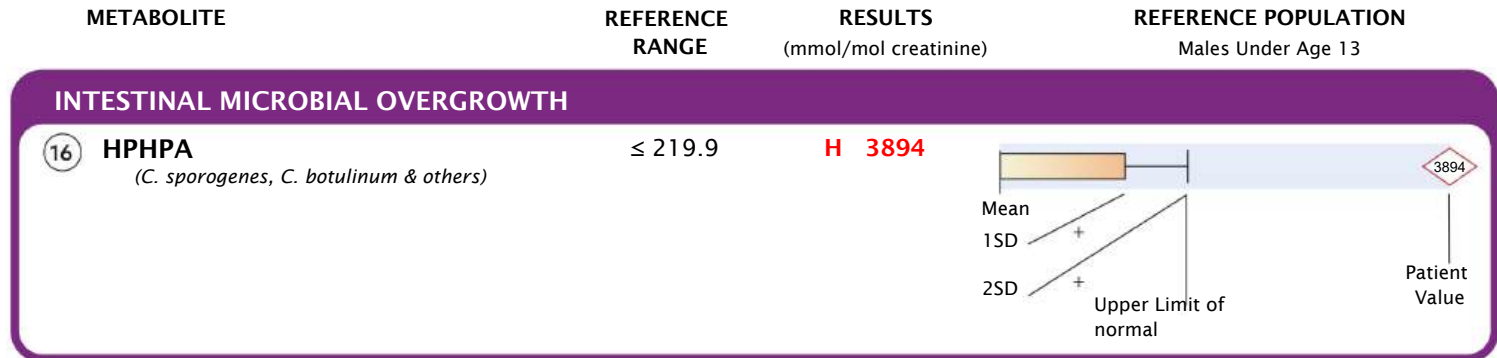 METABOLITE REFERENCE RANGE RESULTS (mmol/mol creatinine) REFERENCE POPULATION Males Under Age 13
INTESTINAL MICROBIAL OVERGROWTH
16 HPHPA ≤ 219.9 H 3894 3894
(C. sporogenes, C. botulinum & others)
Mean
1SD +
2SD +
Upper Limit of
normal
Patient
Value